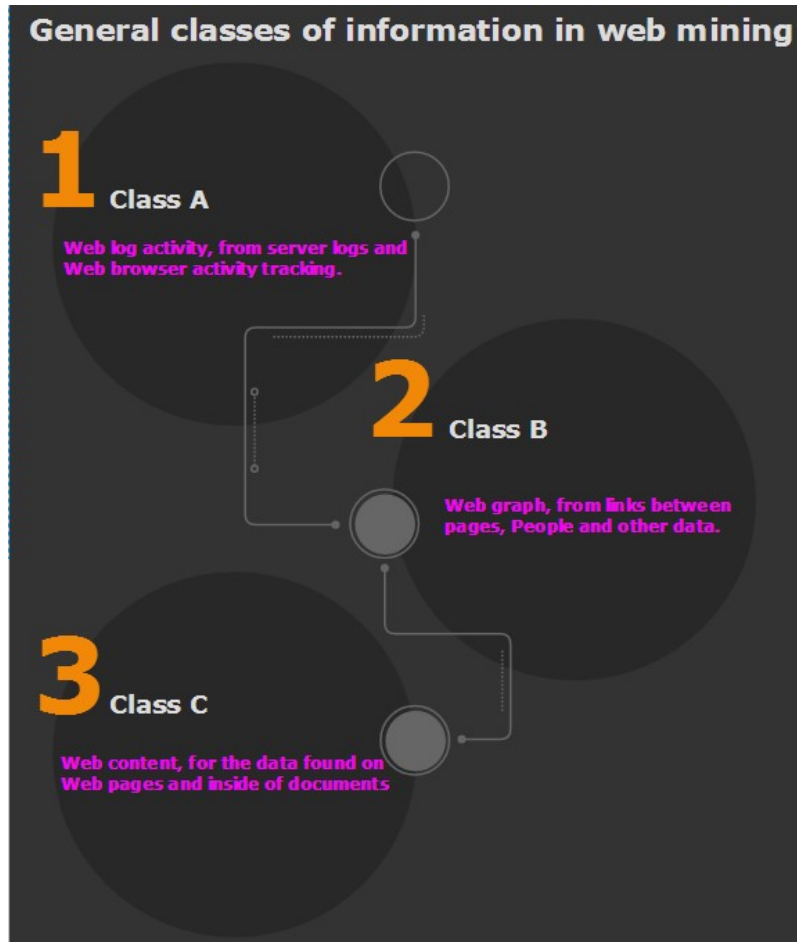 General classes of information in web mining
1
Class A
Web log activity, from server logs and
Web browser activity tracking.
2
Class B
Web graph, from links between
pages, People and other data.
3
Class C
Web content, for the data found on
Web pages and inside of documents